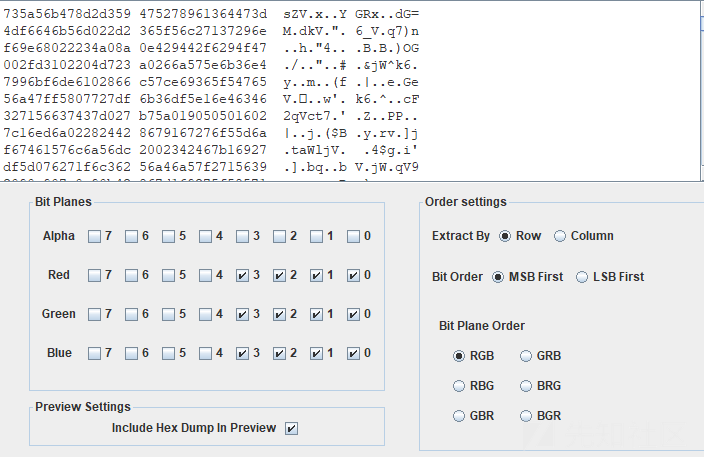 735a56b478d2d359 475278961364473d sZV.x..Y GRx..dG=
4df6646b56d022d2 365f56c27137296e M.dkV.". 6_V.q7)n
f69e68022234a08a 0e429442f6294f47 ..h."4.. .B.B.)OG
002fd3102204d723 a0266a575e6b36e4 ./.."..# .&jW^k6.
7996bf6de6102866 c57ce69365f54765 y..m..(f .|..e.Ge
56a47ff5807727df 6b36df5e16e46346 V.□..w'. k6.^..cF
327156637437d027 b75a019050501602 2qVct7.' .Z..PP..
7c16ed6a02282442 8679167276f55d6a |..j.($B .y.rv.]j
f67461576c6a56dc 2002342467b16927 .taWljV. .4$g.i'
df5d076271f6c362 56a46a57f2715639 .].bq..b V.jW.qV9
Bit Planes
Order settings
Alpha 7 6 5 4 3 2 1 0
Extract By Row Column
Red 7 6 5 4 3 2 1 0
Bit Order MSB First LSB First
Green 7 6 5 4 3 2 1 0
Bit Plane Order
Blue 7 6 5 4 3 2 1 0
RGB GRB
RBG BRG
GBR BGR
Preview Settings
Include Hex Dump In Preview